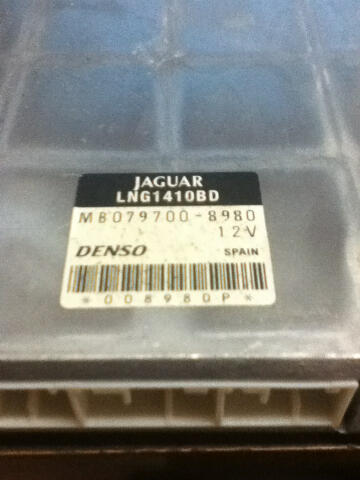 JAGUAR
LNG1410BD
MB079700-8980
12V
DENSO SPAIN
*008980P*